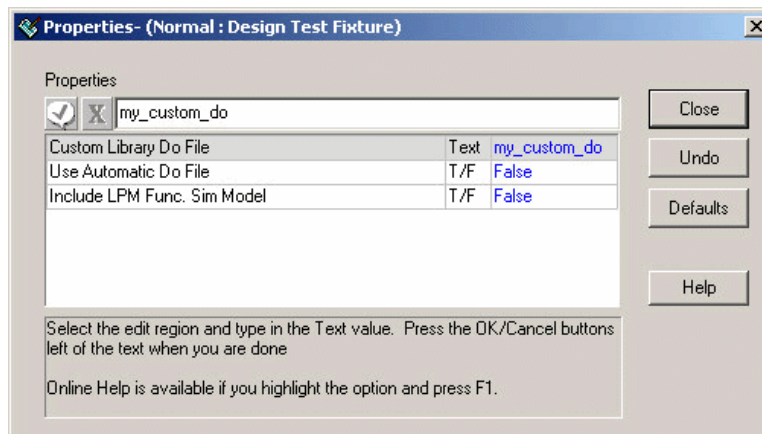 Properties- (Normal : Design Test Fixture)
Properties
my_custom_do
Close
Custom Library Do File Text my_custom_do
Use Automatic Do File T/F False
Undo
Include LPM Func. Sim Model T/F False
Defaults
Help
Select the edit region and type in the Text value. Press the OK/Cancel buttons
left of the text when you are done
Online Help is available if you highlight the option and press F1.